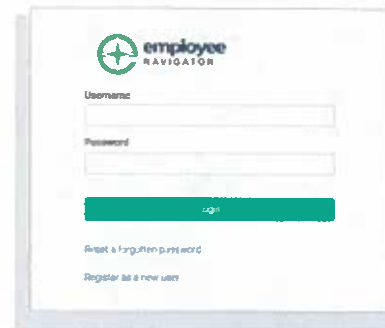 employee
NAVIGATOR
Username
Password
Login
Reset a forgotten password
Register as a new user